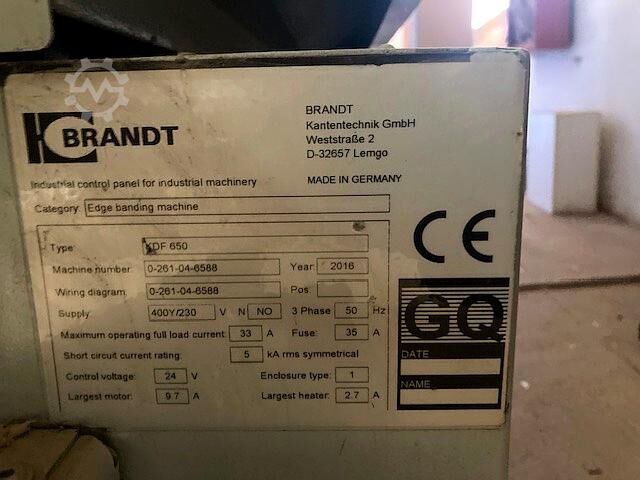 BRANDT
BRANDT
Kantentechnik GmbH
Weststraße 2
D-32657 Lemgo
Industrial control panel for industrial machinery
MADE IN GERMANY
Category: Edge banding machine
Type: KDF 650
Machine number: 0-261-04-6588 Year: 2016
Wiring diagram: 0-261-04-6588 Pos:
Supply: 400Y/230 V N NO 3 Phase 50 Hz
Maximum operating full load current: 33 A Fuse: 35 A
Short circuit current rating: 5 kA rms symmetrical
Control voltage: 24 V Enclosure type: 1
Largest motor: 9.7 A Largest heater: 2.7 A
CE
GQ
DATE
NAME